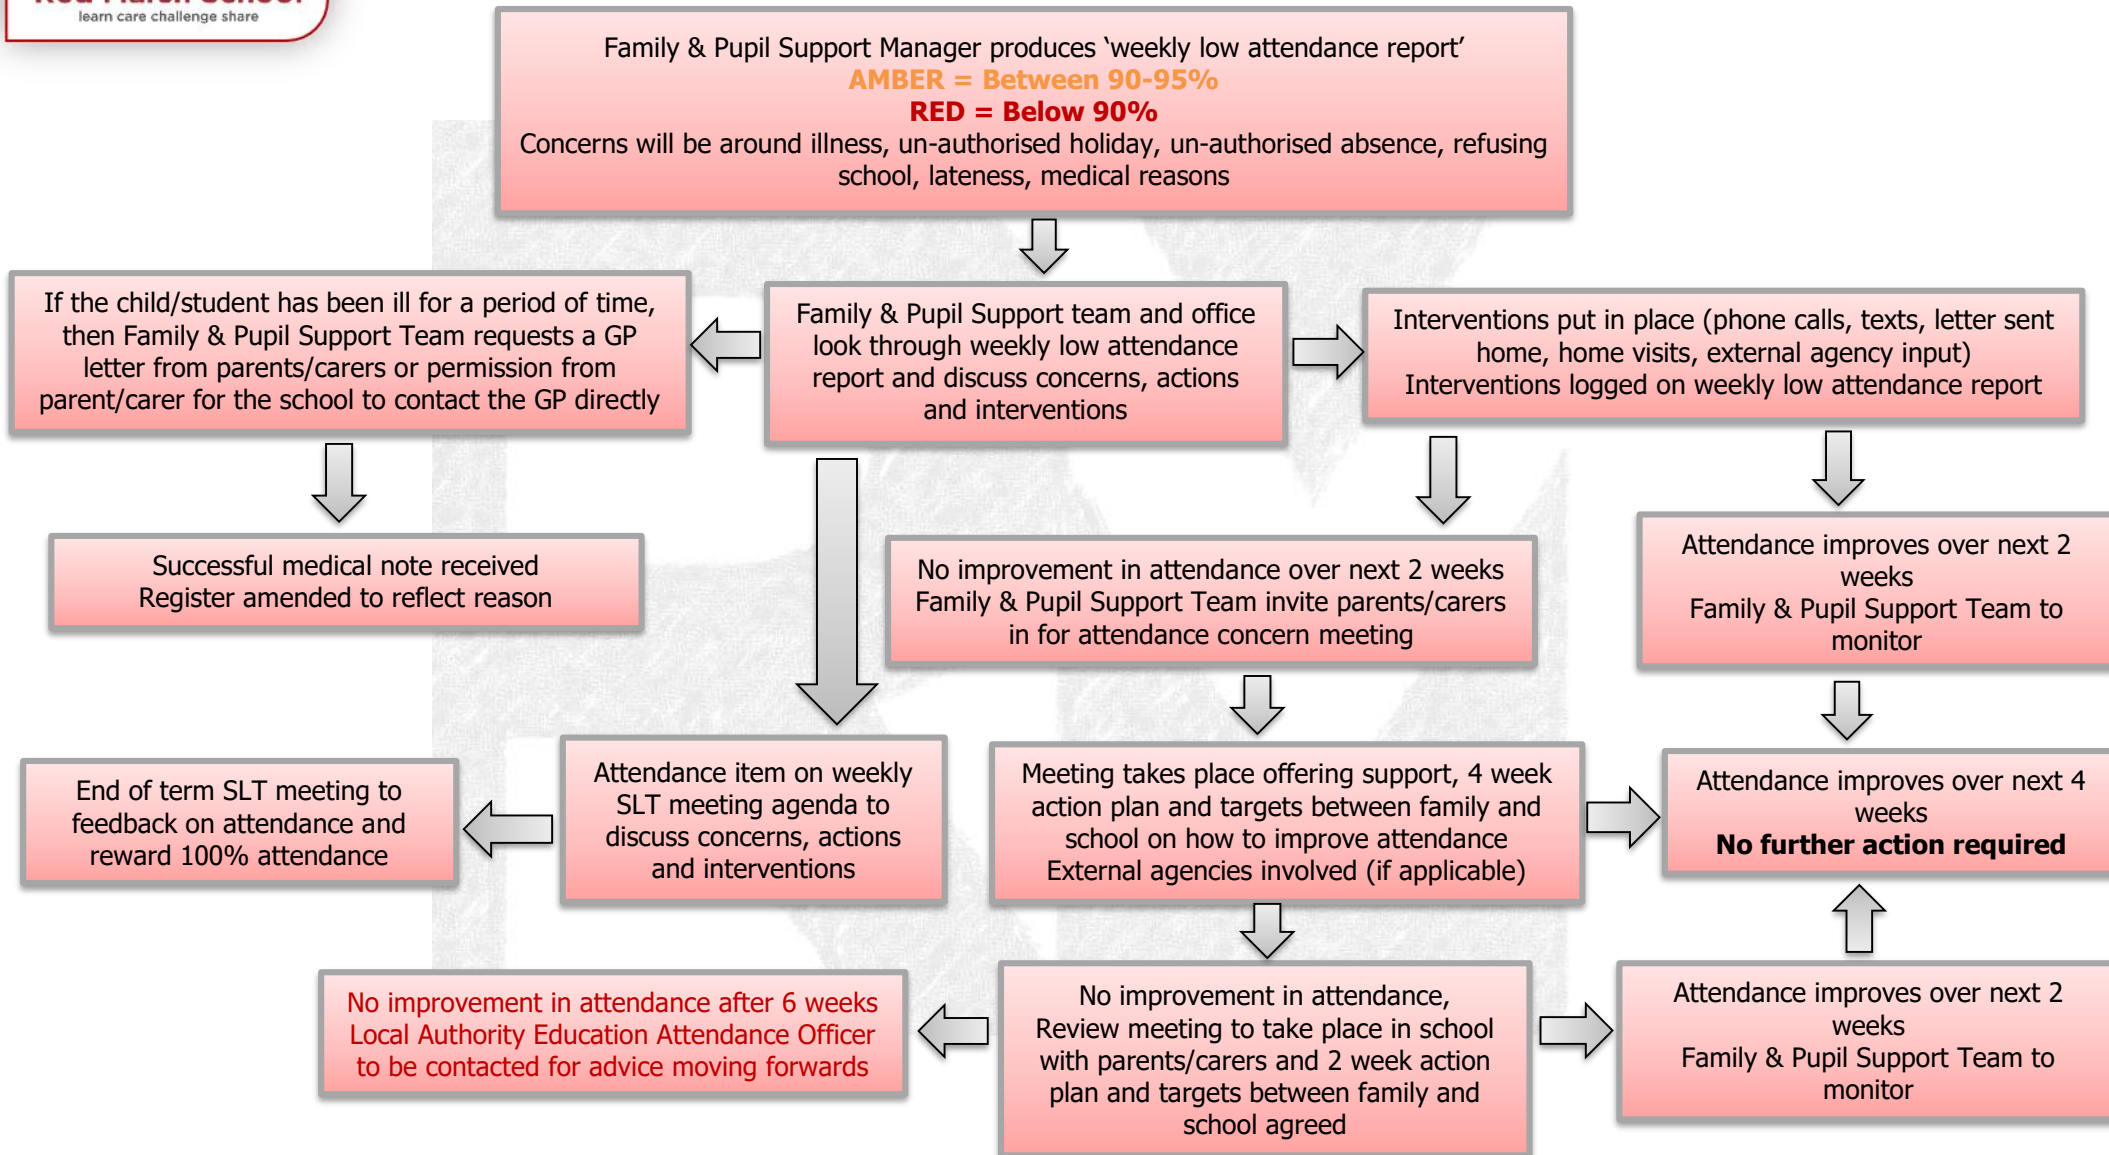 learn care challenge share
Family & Pupil Support Manager produces ‘weekly low attendance report’
AMBER = Between 90-95%
RED = Below 90%
Concerns will be around illness, un-authorised holiday, un-authorised absence, refusing
school, lateness, medical reasons
If the child/student has been ill for a period of time,
then Family & Pupil Support Team requests a GP
letter from parents/carers or permission from
parent/carer for the school to contact the GP directly
Family & Pupil Support team and office
look through weekly low attendance
report and discuss concerns, actions
and interventions
Interventions put in place (phone calls, texts, letter sent
home, home visits, external agency input)
Interventions logged on weekly low attendance report
Successful medical note received
Register amended to reflect reason
No improvement in attendance over next 2 weeks
Family & Pupil Support Team invite parents/carers
in for attendance concern meeting
Attendance improves over next 2
weeks
Family & Pupil Support Team to
monitor
End of term SLT meeting to
feedback on attendance and
reward 100% attendance
Attendance item on weekly
SLT meeting agenda to
discuss concerns, actions
and interventions
Meeting takes place offering support, 4 week
action plan and targets between family and
school on how to improve attendance
External agencies involved (if applicable)
Attendance improves over next 4
weeks
No further action required
No improvement in attendance after 6 weeks
Local Authority Education Attendance Officer
to be contacted for advice moving forwards
No improvement in attendance,
Review meeting to take place in school
with parents/carers and 2 week action
plan and targets between family and
school agreed
Attendance improves over next 2
weeks
Family & Pupil Support Team to
monitor